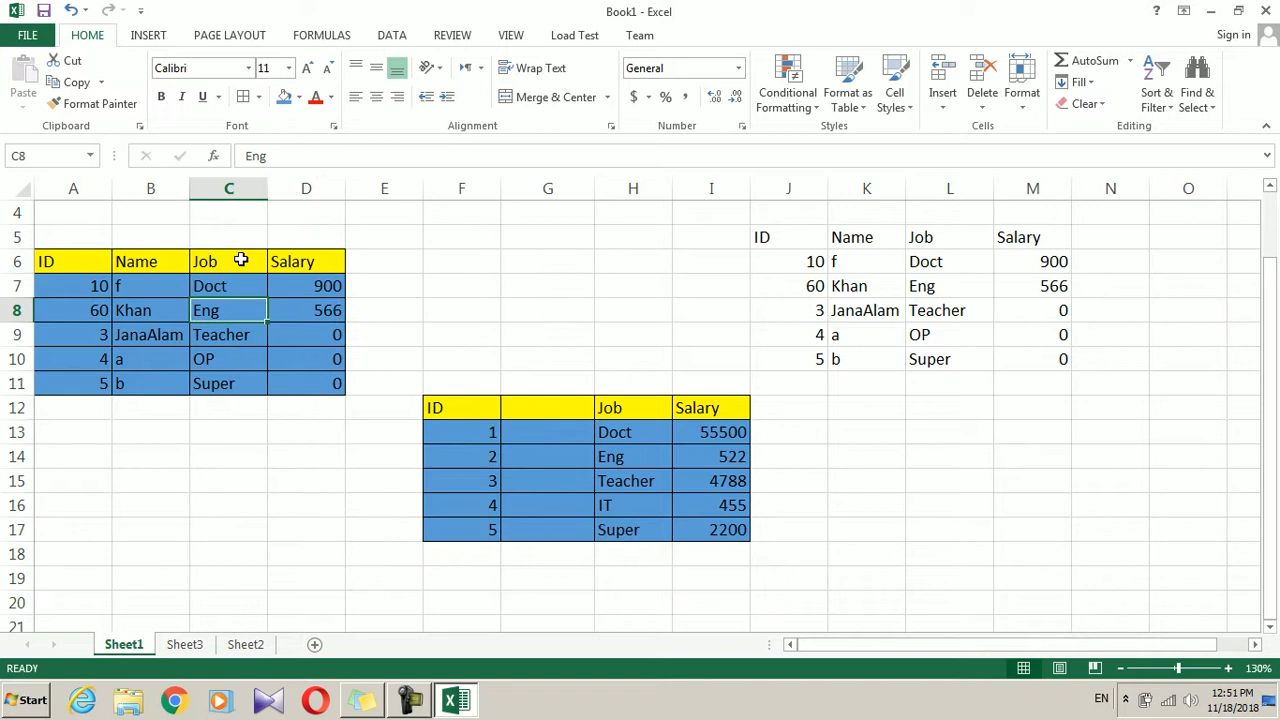 Book1 - Excel
FILE HOME INSERT PAGE LAYOUT FORMULAS DATA REVIEW VIEW Load Test Team Sign in
Paste Cut Copy Format Painter
Calibri 11
B I U A
Wrap Text
Merge & Center
General
$ % ,
Conditional Formatting Format as Table Cell Styles
Insert Delete Format
AutoSum Fill Clear
Sort & Filter Find & Select
Clipboard Font Alignment Number Styles Cells Editing
C8 fx Eng
A B C D E F G H I J K L M N O
4
5 ID Name Job Salary
6 ID Name Job Salary 10 f Doct 900
7 10 f Doct 900 60 Khan Eng 566
8 60 Khan Eng 566 3 JanaAlam Teacher 0
9 3 JanaAlam Teacher 0 4 a OP 0
10 4 a OP 0 5 b Super 0
11 5 b Super 0
12 ID Job Salary
13 1 Doct 55500
14 2 Eng 522
15 3 Teacher 4788
16 4 IT 455
17 5 Super 2200
18
19
20
21
Sheet1 Sheet3 Sheet2
READY 130%
Start EN 12:51 PM
11/18/2018